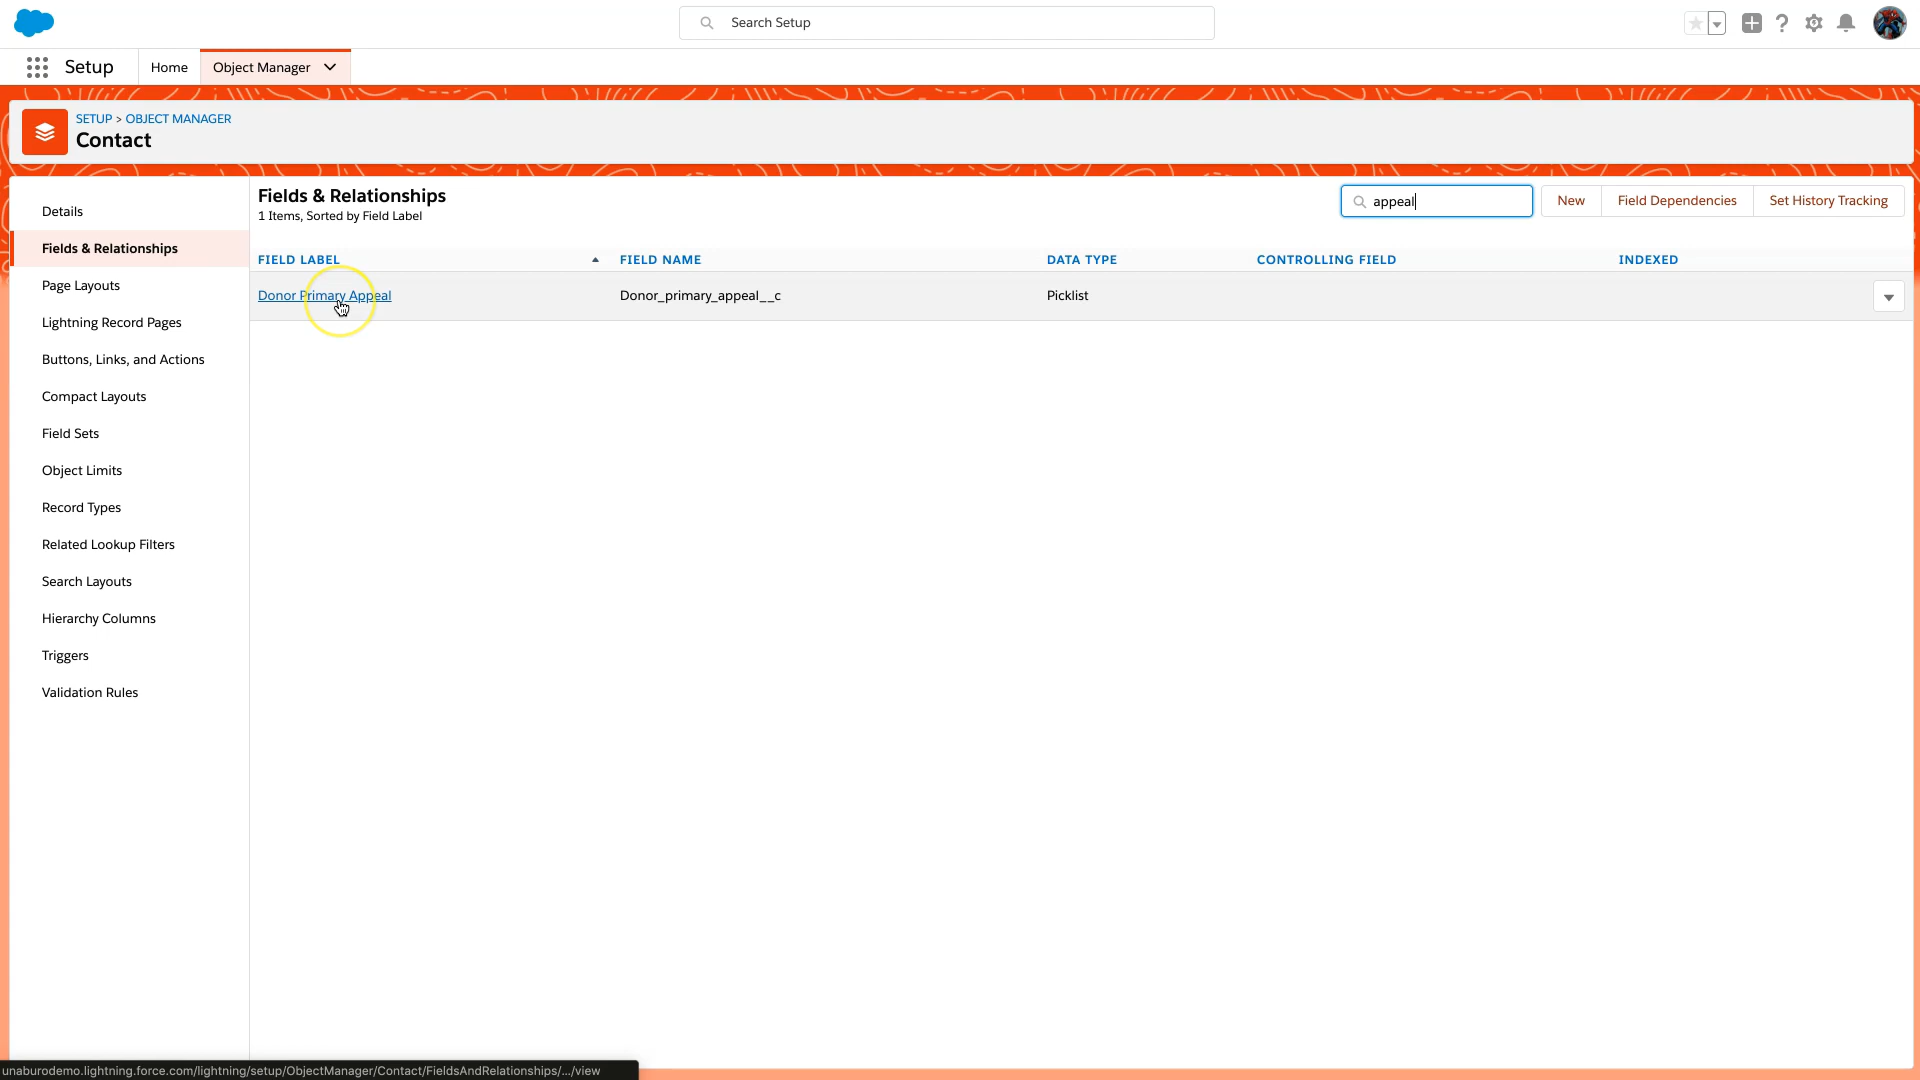 Search Setup
Setup
Home
Object Manager
SETUP > OBJECT MANAGER
Contact
Details
Fields & Relationships
Page Layouts
Lightning Record Pages
Buttons, Links, and Actions
Compact Layouts
Field Sets
Object Limits
Record Types
Related Lookup Filters
Search Layouts
Hierarchy Columns
Triggers
Validation Rules
Fields & Relationships
1 Items, Sorted by Field Label
appeal
New
Field Dependencies
Set History Tracking
FIELD LABEL FIELD NAME DATA TYPE CONTROLLING FIELD INDEXED
Donor Primary Appeal Donor_primary_appeal__c Picklist
unaburodemo.lightning.force.com/lightning/setup/ObjectManager/Contact/FieldsAndRelationships/.../view